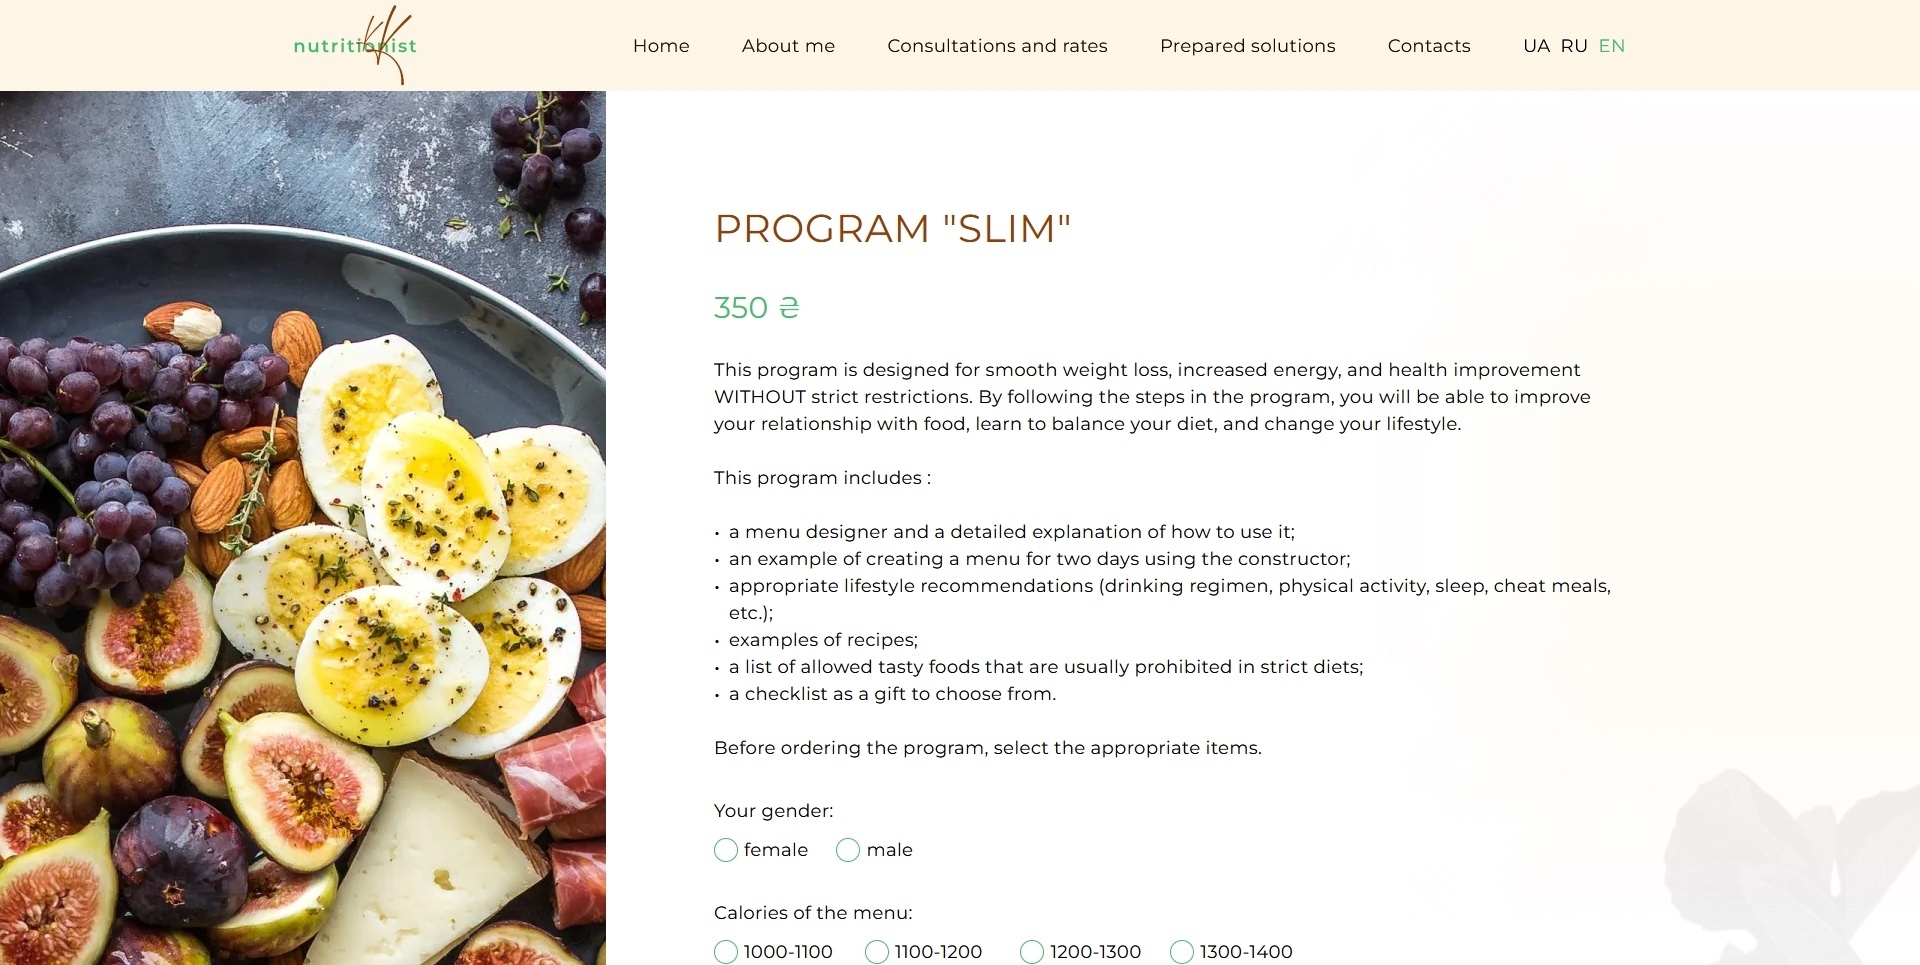 nutritionist
Home
About me
Consultations and rates
Prepared solutions
Contacts
UA RU EN
PROGRAM "SLIM"
350 ₴
This program is designed for smooth weight loss, increased energy, and health improvement
WITHOUT strict restrictions. By following the steps in the program, you will be able to improve
your relationship with food, learn to balance your diet, and change your lifestyle.
This program includes :
• a menu designer and a detailed explanation of how to use it;
• an example of creating a menu for two days using the constructor;
• appropriate lifestyle recommendations (drinking regimen, physical activity, sleep, cheat meals,
etc.);
• examples of recipes;
• a list of allowed tasty foods that are usually prohibited in strict diets;
• a checklist as a gift to choose from.
Before ordering the program, select the appropriate items.
Your gender:
female male
Calories of the menu:
1000-1100 1100-1200 1200-1300 1300-1400